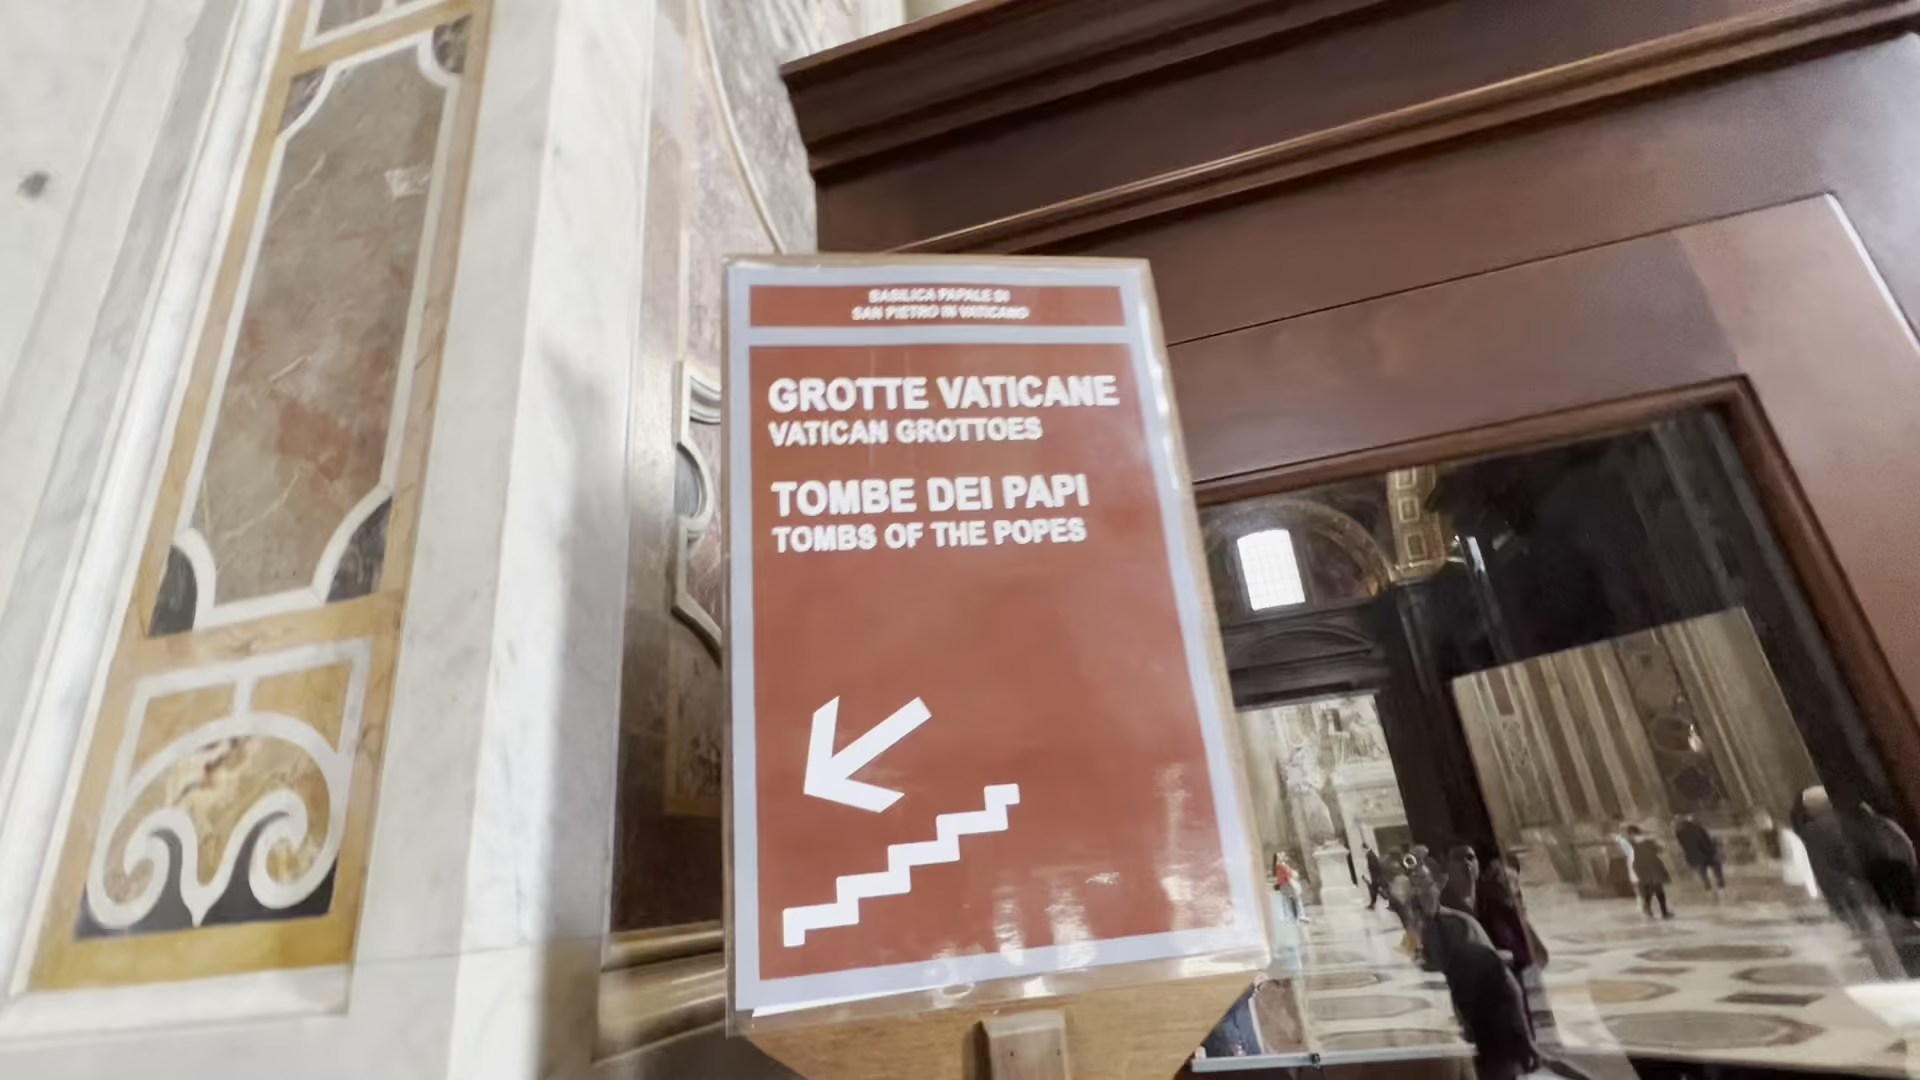 BASILICA PAPALE DI
SAN PIETRO IN VATICANO
GROTTE VATICANE
VATICAN GROTTOES
TOMBE DEI PAPI
TOMBS OF THE POPES